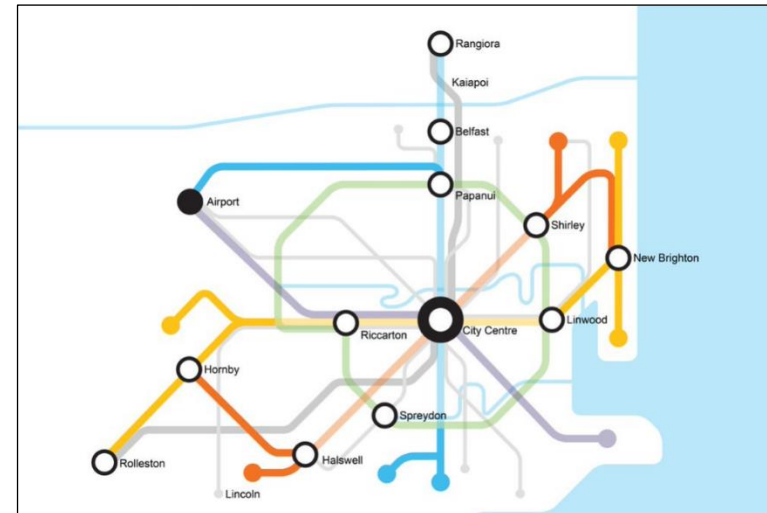 Rangiora
Kaiapoi
Belfast
Papanui
Airport
Shirley
New Brighton
Linwood
City Centre
Riccarton
Hornby
Spreydon
Halswell
Rolleston
Lincoln